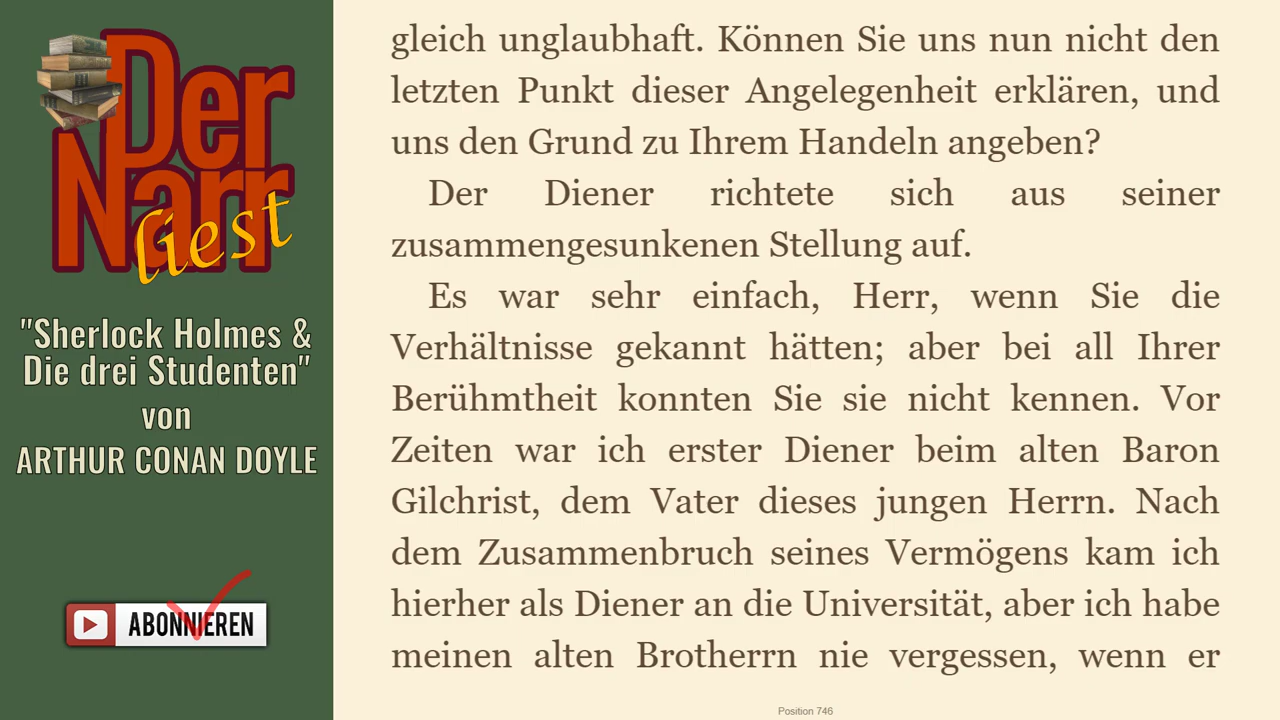 Der
Narr
liest
"Sherlock Holmes &
Die drei Studenten"
von
ARTHUR CONAN DOYLE
ABONNIEREN
gleich unglaubhaft. Können Sie uns nun nicht den
letzten Punkt dieser Angelegenheit erklären, und
uns den Grund zu Ihrem Handeln angeben?
Der Diener richtete sich aus seiner
zusammengesunkenen Stellung auf.
Es war sehr einfach, Herr, wenn Sie die
Verhältnisse gekannt hätten; aber bei all Ihrer
Berühmtheit konnten Sie sie nicht kennen. Vor
Zeiten war ich erster Diener beim alten Baron
Gilchrist, dem Vater dieses jungen Herrn. Nach
dem Zusammenbruch seines Vermögens kam ich
hierher als Diener an die Universität, aber ich habe
meinen alten Brotherrn nie vergessen, wenn er
Position 746